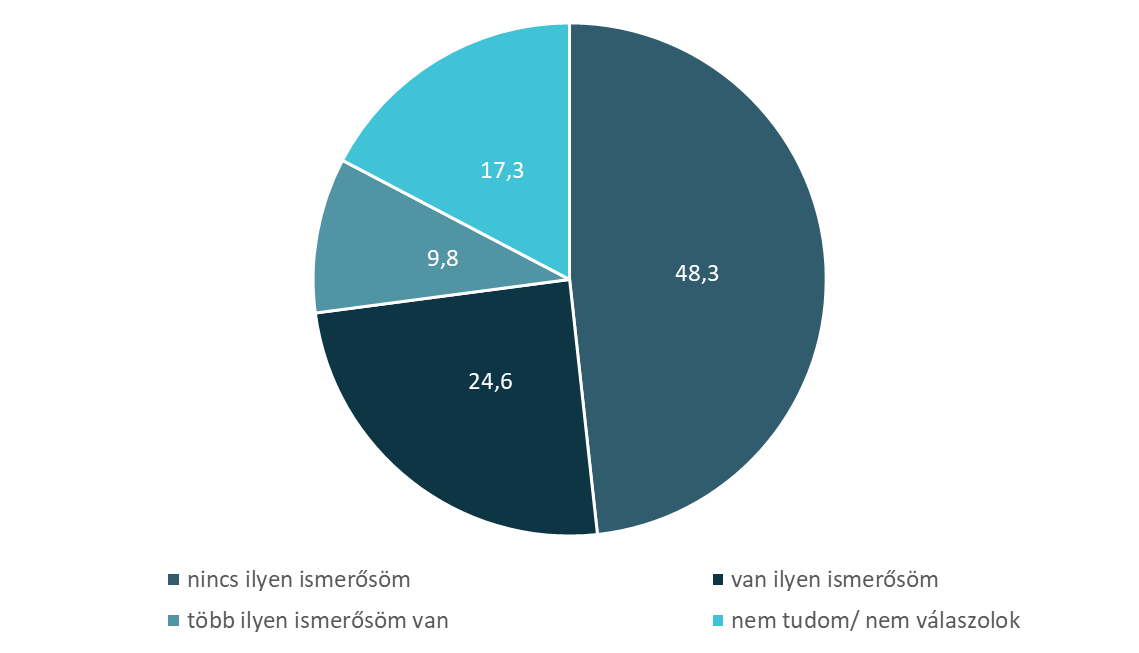 17,3
9,8
48,3
24,6
nincs ilyen ismerősöm
van ilyen ismerősöm
több ilyen ismerősöm van
nem tudom/ nem válaszolok